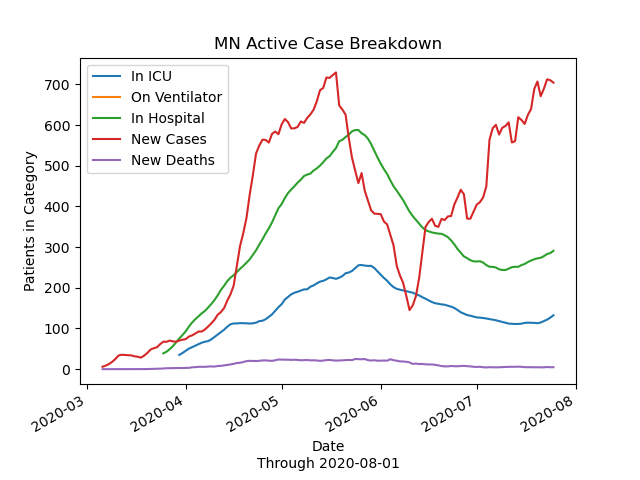 MN Active Case Breakdown
In ICU
On Ventilator
In Hospital
New Cases
New Deaths
Patients in Category
700
600
500
400
300
200
100
0
2020-03
2020-04
2020-05
2020-06
2020-07
2020-08
Date
Through 2020-08-01